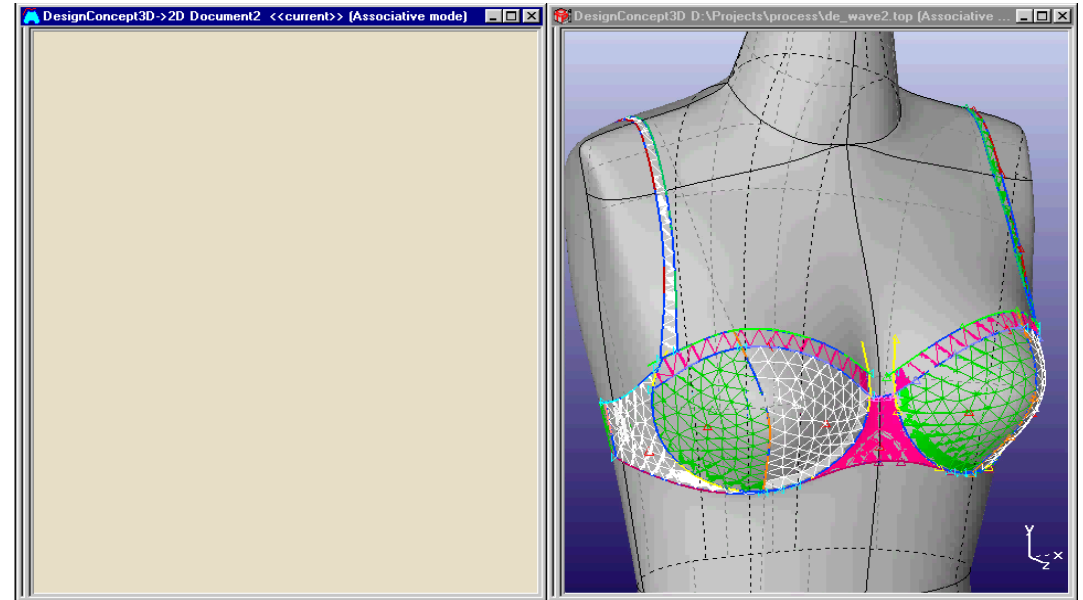 DesignConcept3D->2D Document2 <<current>> (Associative mode)
DesignConcept3D D:\Projects\process\de_wave2.top (Associative ...
y
x
z